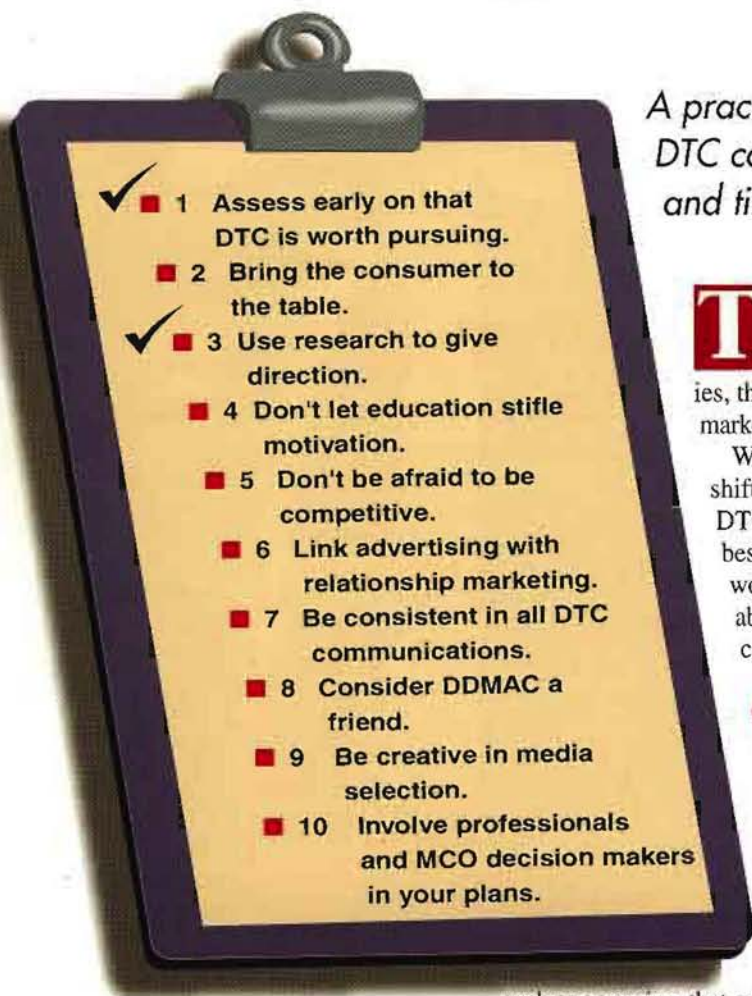 1 Assess early on that
DTC is worth pursuing.
2 Bring the consumer to
the table.
3 Use research to give
direction.
4 Don't let education stifle
motivation.
5 Don't be afraid to be
competitive.
6 Link advertising with
relationship marketing.
7 Be consistent in all DTC
communications.
8 Consider DDMAC a
friend.
9 Be creative in media
selection.
10 Involve professionals
and MCO decision makers
in your plans.
A prac
DTC co
and ti
T
ies, th
mark
W
shift
DT
bes
wo
ab
c